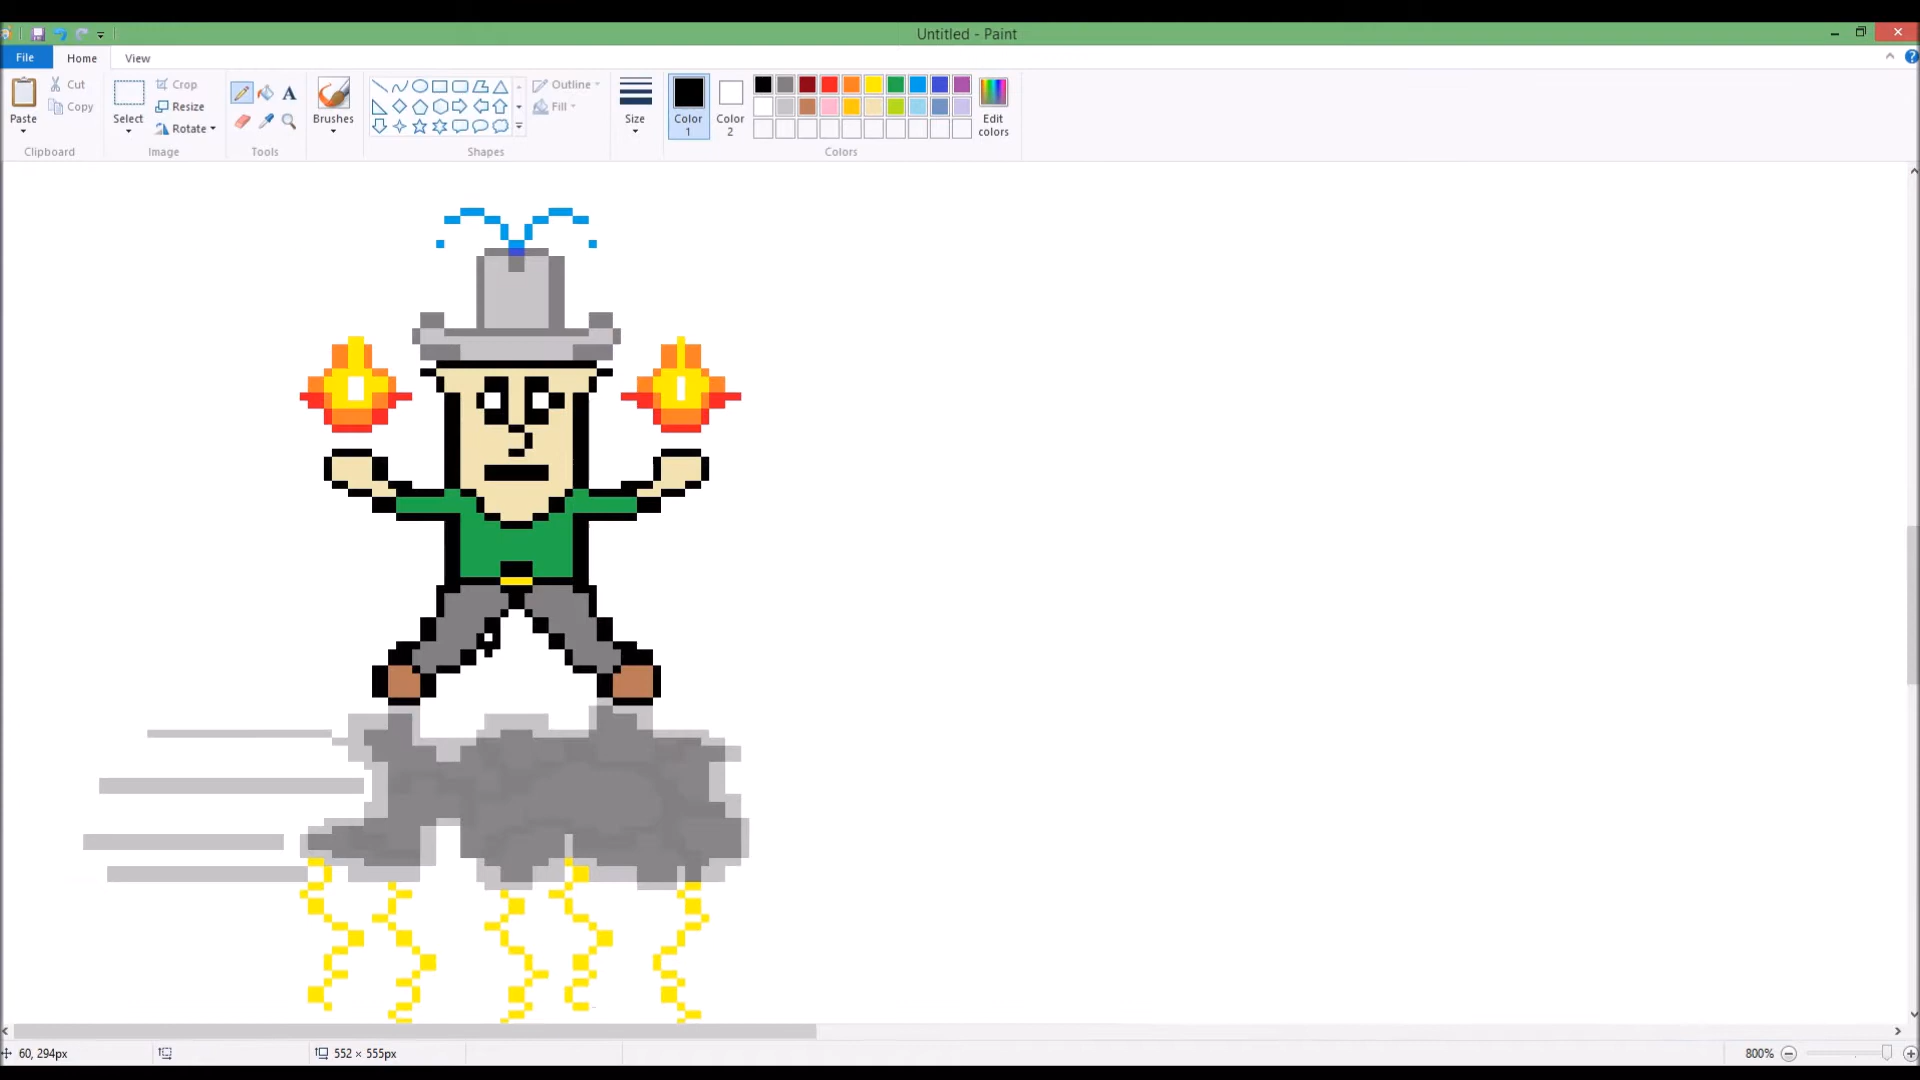 Untitled - Paint
File
Home
View
Paste
Cut
Copy
Clipboard
Select
Crop
Resize
Rotate
Image
A
Tools
Brushes
Outline
Fill
Shapes
Size
Color
1
Color
2
Edit
colors
Colors
60, 294px
552 × 555px
800%